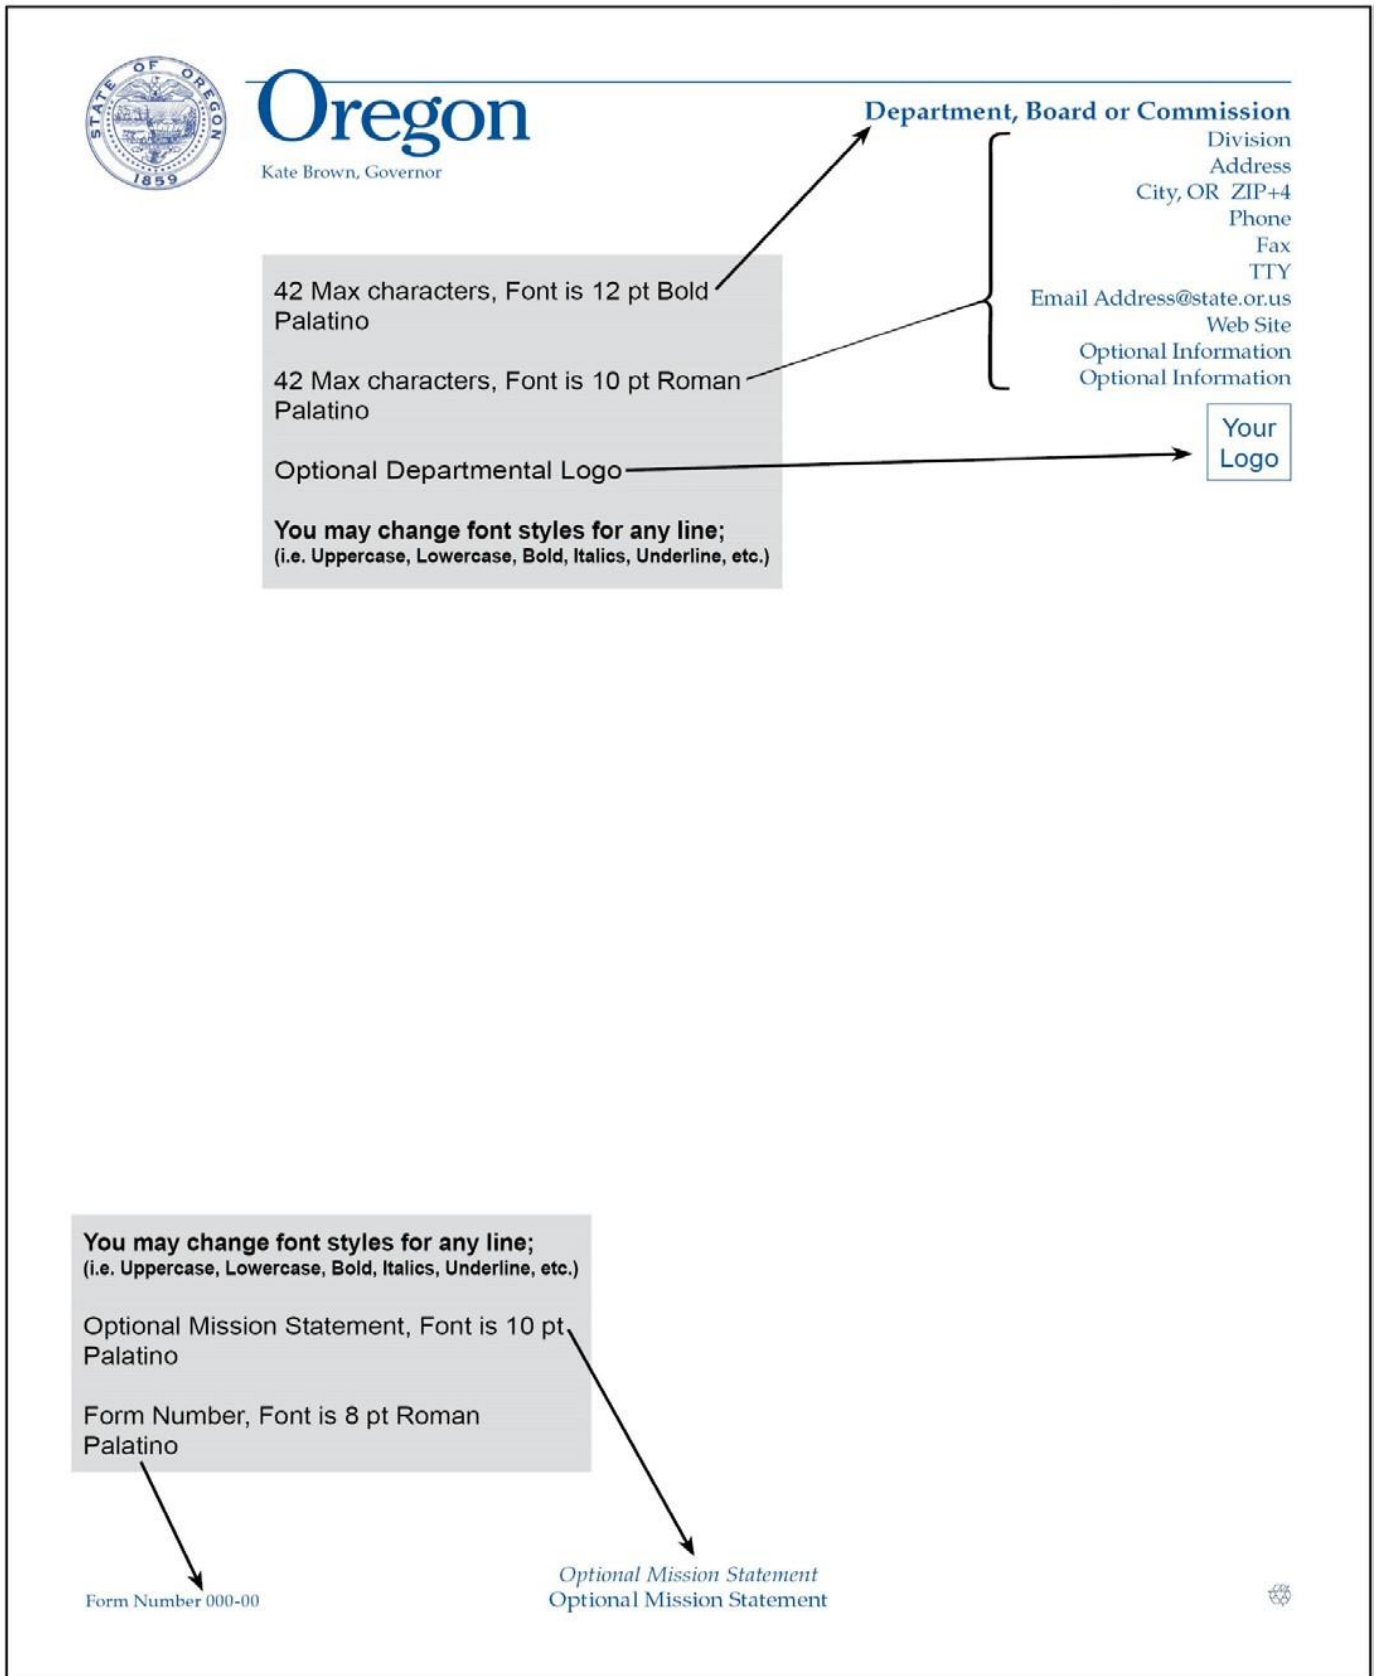 STATE OF OREGON
1859
Oregon
Kate Brown, Governor
Department, Board or Commission
Division
Address
City, OR  ZIP+4
Phone
Fax
TTY
Email Address@state.or.us
Web Site
Optional Information
Optional Information
Your
Logo
42 Max characters, Font is 12 pt Bold
Palatino
42 Max characters, Font is 10 pt Roman
Palatino
Optional Departmental Logo
You may change font styles for any line;
(i.e. Uppercase, Lowercase, Bold, Italics, Underline, etc.)
You may change font styles for any line;
(i.e. Uppercase, Lowercase, Bold, Italics, Underline, etc.)
Optional Mission Statement, Font is 10 pt
Palatino
Form Number, Font is 8 pt Roman
Palatino
Optional Mission Statement
Optional Mission Statement
Form Number 000-00